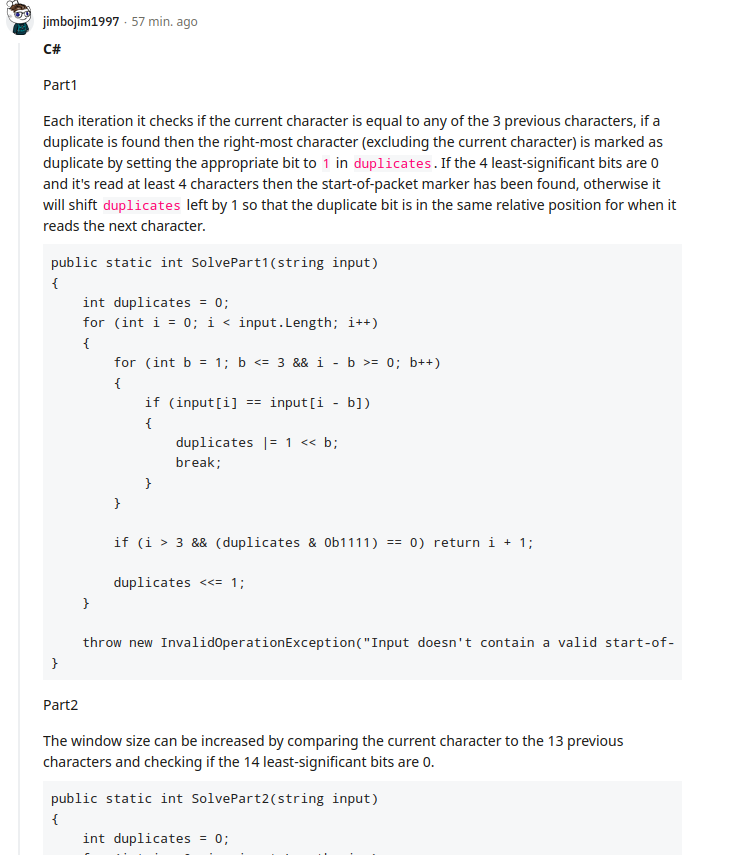 jimbojim1997 · 57 min. ago
C#
Part1
Each iteration it checks if the current character is equal to any of the 3 previous characters, if a
duplicate is found then the right-most character (excluding the current character) is marked as
duplicate by setting the appropriate bit to 1 in duplicates. If the 4 least-significant bits are 0
and it's read at least 4 characters then the start-of-packet marker has been found, otherwise it
will shift duplicates left by 1 so that the duplicate bit is in the same relative position for when it
reads the next character.
public static int SolvePart1(string input)
{
    int duplicates = 0;
    for (int i = 0; i < input.Length; i++)
    {
        for (int b = 1; b <= 3 && i - b >= 0; b++)
        {
            if (input[i] == input[i - b])
            {
                duplicates |= 1 << b;
                break;
            }
        }
        if (i > 3 && (duplicates & 0b1111) == 0) return i + 1;
        duplicates <<= 1;
    }
    throw new InvalidOperationException("Input doesn't contain a valid start-of-
}
Part2
The window size can be increased by comparing the current character to the 13 previous
characters and checking if the 14 least-significant bits are 0.
public static int SolvePart2(string input)
{
    int duplicates = 0;